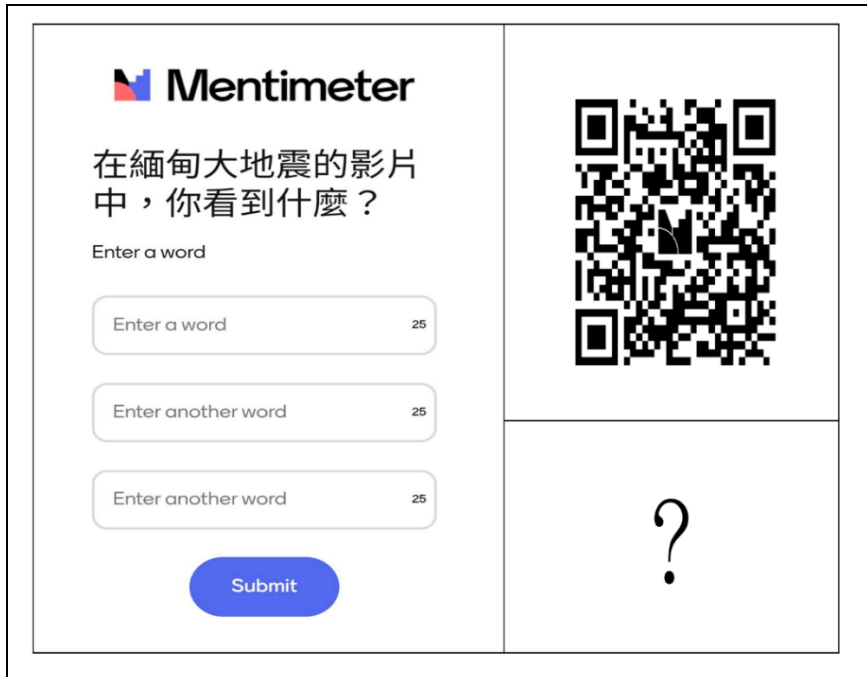 Mentimeter
在緬甸大地震的影片
中，你看到什麼？
Enter a word
Enter a word 25
Enter another word 25
Enter another word 25
Submit
?